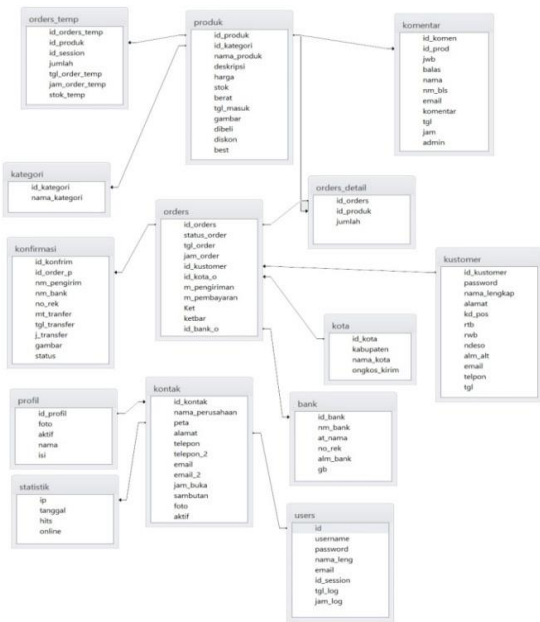 orders_temp
id_orders_temp
id_produk
id_session
jumlah
tgl_order_temp
jam_order_temp
stok_temp
produk
id_produk
id_kategori
nama_produk
deskripsi
harga
stok
berat
tgl_masuk
gambar
dibeli
diskon
best
komentar
id_komen
id_prod
jwb
balas
nama
nm_bls
email
komentar
tgl
jam
admin
kategori
id_kategori
nama_kategori
orders_detail
id_orders
id_produk
jumlah
orders
id_orders
status_order
tgl_order
jam_order
id_kustomer
id_kota_o
m_pengiriman
m_pembayaran
Ket
ketbar
id_bank_o
konfirmasi
id_konfrim
id_order_p
nm_pengirim
nm_bank
no_rek
mt_tranfer
tgl_transfer
j_transfer
gambar
status
kustomer
id_kustomer
password
nama_lengkap
alamat
kd_pos
rtb
rwb
ndeso
alm_alt
email
telpon
tgl
kota
id_kota
kabupaten
nama_kota
ongkos_kirim
profil
id_profil
foto
aktif
nama
isi
kontak
id_kontak
nama_perusahaan
peta
alamat
telepon
telepon_2
email
email_2
jam_buka
sambutan
foto
aktif
bank
id_bank
nm_bank
at_nama
no_rek
alm_bank
gb
statistik
ip
tanggal
hits
online
users
id
username
password
nama_leng
email
id_session
tgl_log
jam_log